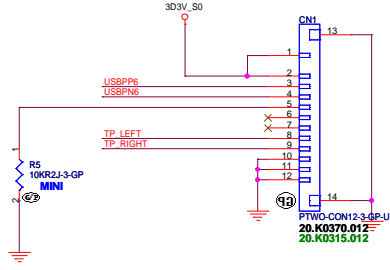 3D3V_S0
CN1
13
1
2
USBPP6
3
USBPN6
4
5
6
7
TP_LEFT
8
TP_RIGHT
9
10
11
12
1
R5
10KR2J-3-GP
MINI
2
14
PTWO-CON12-3-GP-U
20.K0370.012
20.K0315.012